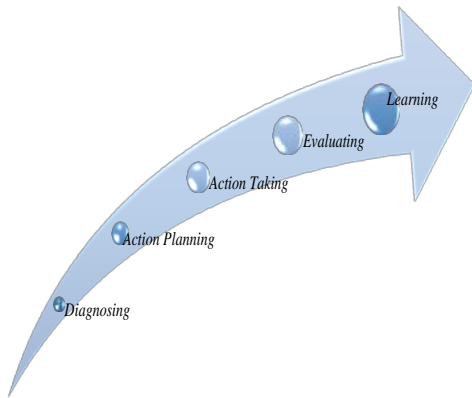 Learning
Evaluating
Action Taking
Action Planning
Diagnosing